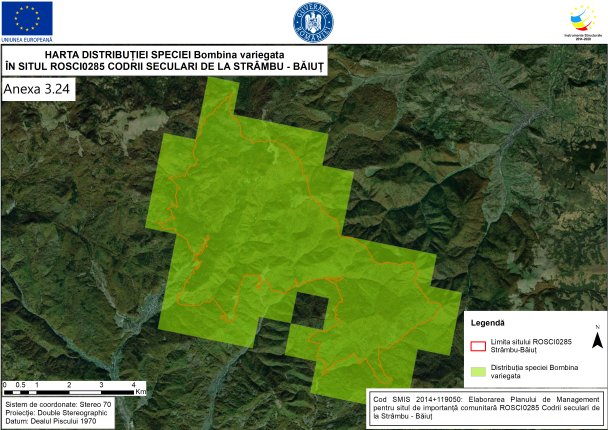 UNIUNEA EUROPEANĂ
GUVERNUL ROMÂNIEI
Instrumente Structurale
2014-2020
HARTA DISTRIBUȚIEI SPECIEI Bombina variegata
ÎN SITUL ROSCI0285 CODRII SECULARI DE LA STRÂMBU - BĂIUȚ
Anexa 3.24
Legendă
Limita sitului ROSCI0285
Strâmbu-Băiuț
Distribuția speciei Bombina
variegata
N
0 0.5 1 2 3 4
Km
Sistem de coordonate: Stereo 70
Proiecție: Double Stereographic
Datum: Dealul Piscului 1970
Cod SMIS 2014+119050: Elaborarea Planului de Management
pentru situl de importanță comunitară ROSCI0285 Codrii seculari de
la Strâmbu - Băiuț